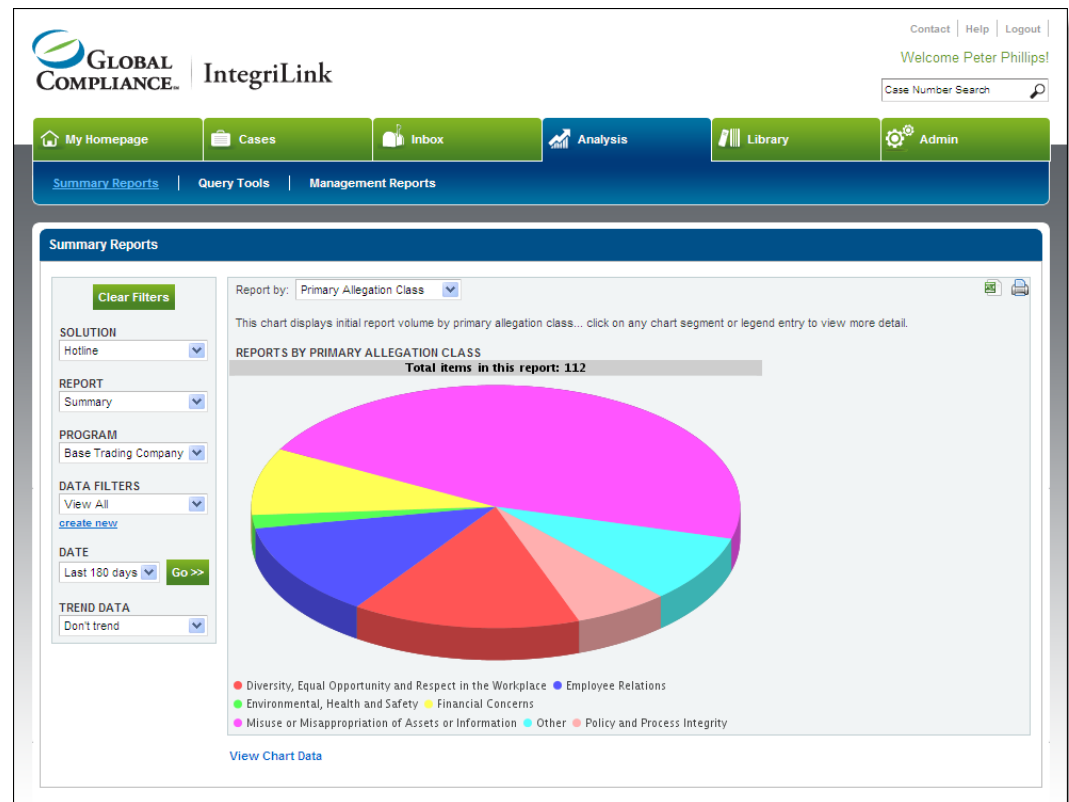 Contact | Help | Logout
Welcome Peter Phillips!
GLOBAL
COMPLIANCE™
IntegriLink
Case Number Search
My Homepage
Cases
Inbox
Analysis
Library
Admin
Summary Reports | Query Tools | Management Reports
Summary Reports
Clear Filters
SOLUTION
Hotline
REPORT
Summary
PROGRAM
Base Trading Company
DATA FILTERS
View All
create new
DATE
Last 180 days
Go >>
TREND DATA
Don't trend
Report by: Primary Allegation Class
This chart displays initial report volume by primary allegation class... click on any chart segment or legend entry to view more detail.
REPORTS BY PRIMARY ALLEGATION CLASS
Total items in this report: 112
Diversity, Equal Opportunity and Respect in the Workplace Employee Relations
Environmental, Health and Safety Financial Concerns
Misuse or Misappropriation of Assets or Information Other Policy and Process Integrity
View Chart Data